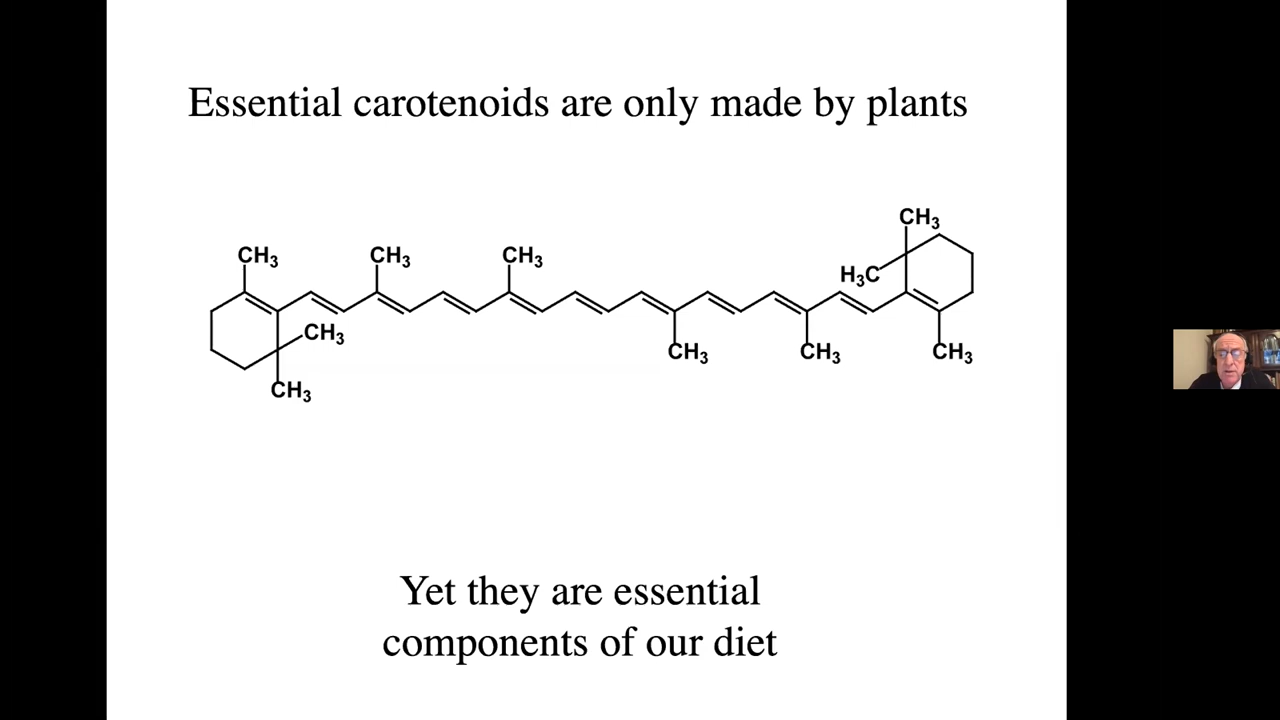 Essential carotenoids are only made by plants
CH3
H3C
CH3
CH3
CH3
CH3
CH3
CH3
CH3
CH3
Yet they are essential
components of our diet